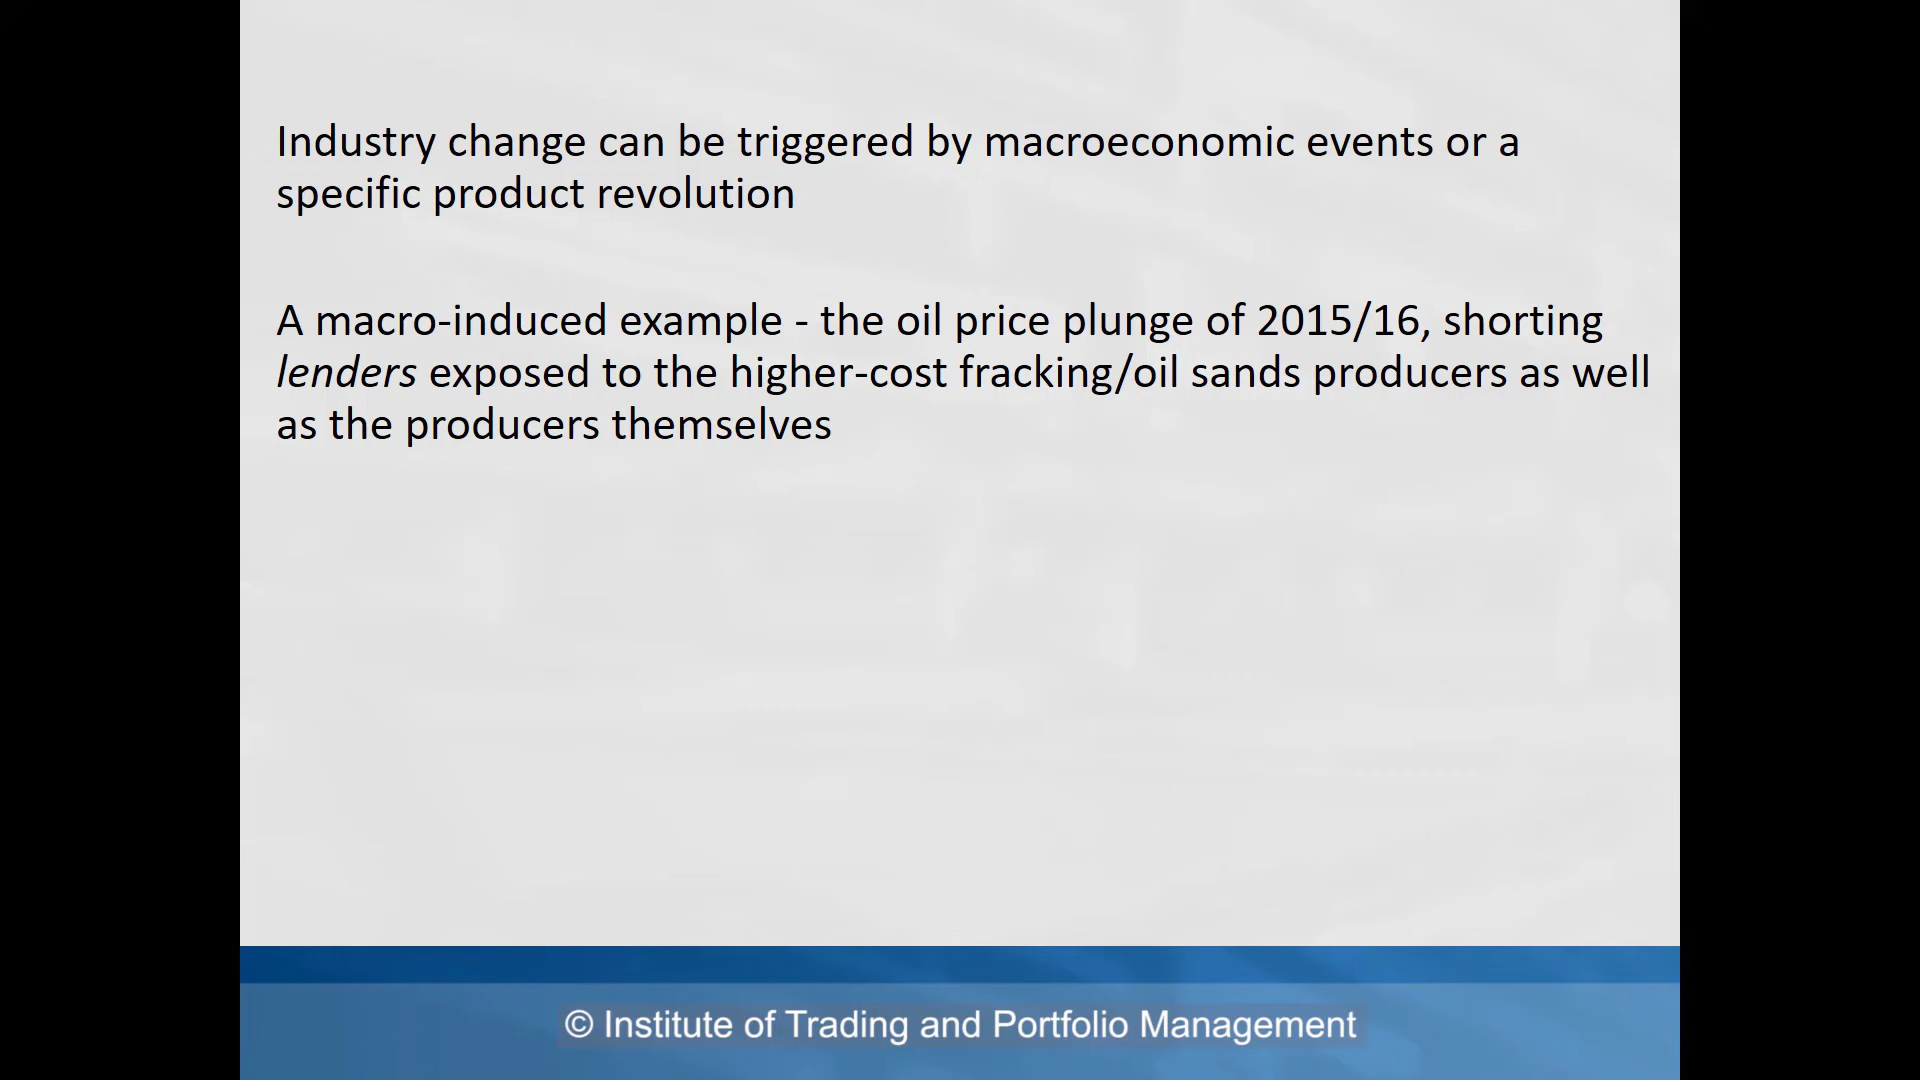 Industry change can be triggered by macroeconomic events or a
specific product revolution
A macro-induced example - the oil price plunge of 2015/16, shorting
lenders exposed to the higher-cost fracking/oil sands producers as well
as the producers themselves
© Institute of Trading and Portfolio Management